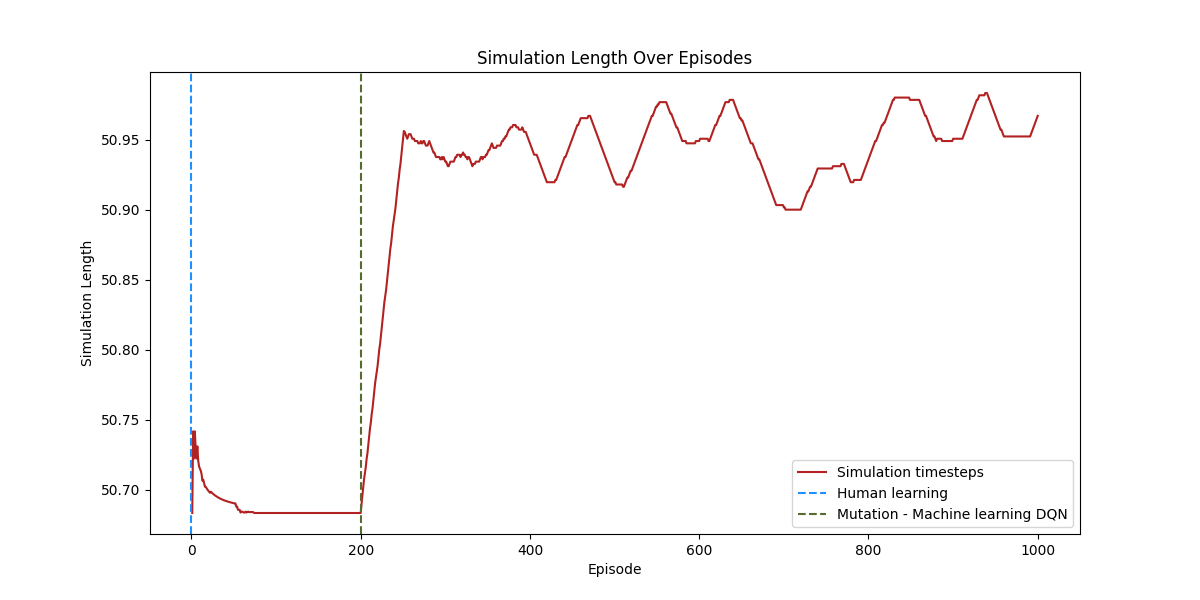 Simulation Length Over Episodes
Simulation Length
50.95
50.90
50.85
50.80
50.75
50.70
0 200 400 600 800 1000
Episode
Simulation timesteps
Human learning
Mutation - Machine learning DQN